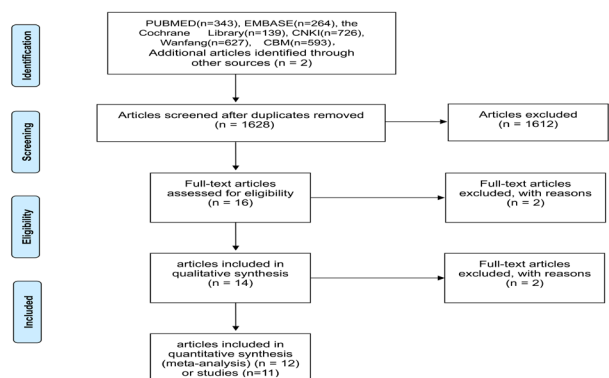 Identification
PUBMED(n=343), EMBASE(n=264), the
Cochrane Library(n=139), CNKI(n=726),
Wanfang(n=627), CBM(n=593),
Additional articles identified through
other sources (n = 2)
Screening
Articles screened after duplicates removed
(n = 1628)
Articles excluded
(n = 1612)
Eligibility
Full-text articles
assessed for eligibility
(n = 16)
Full-text articles
excluded, with reasons
(n = 2)
articles included in
qualitative synthesis
(n = 14)
Full-text articles
excluded, with reasons
(n = 2)
Included
articles included in
quantitative synthesis
(meta-analysis) (n = 12)
or studies (n=11)